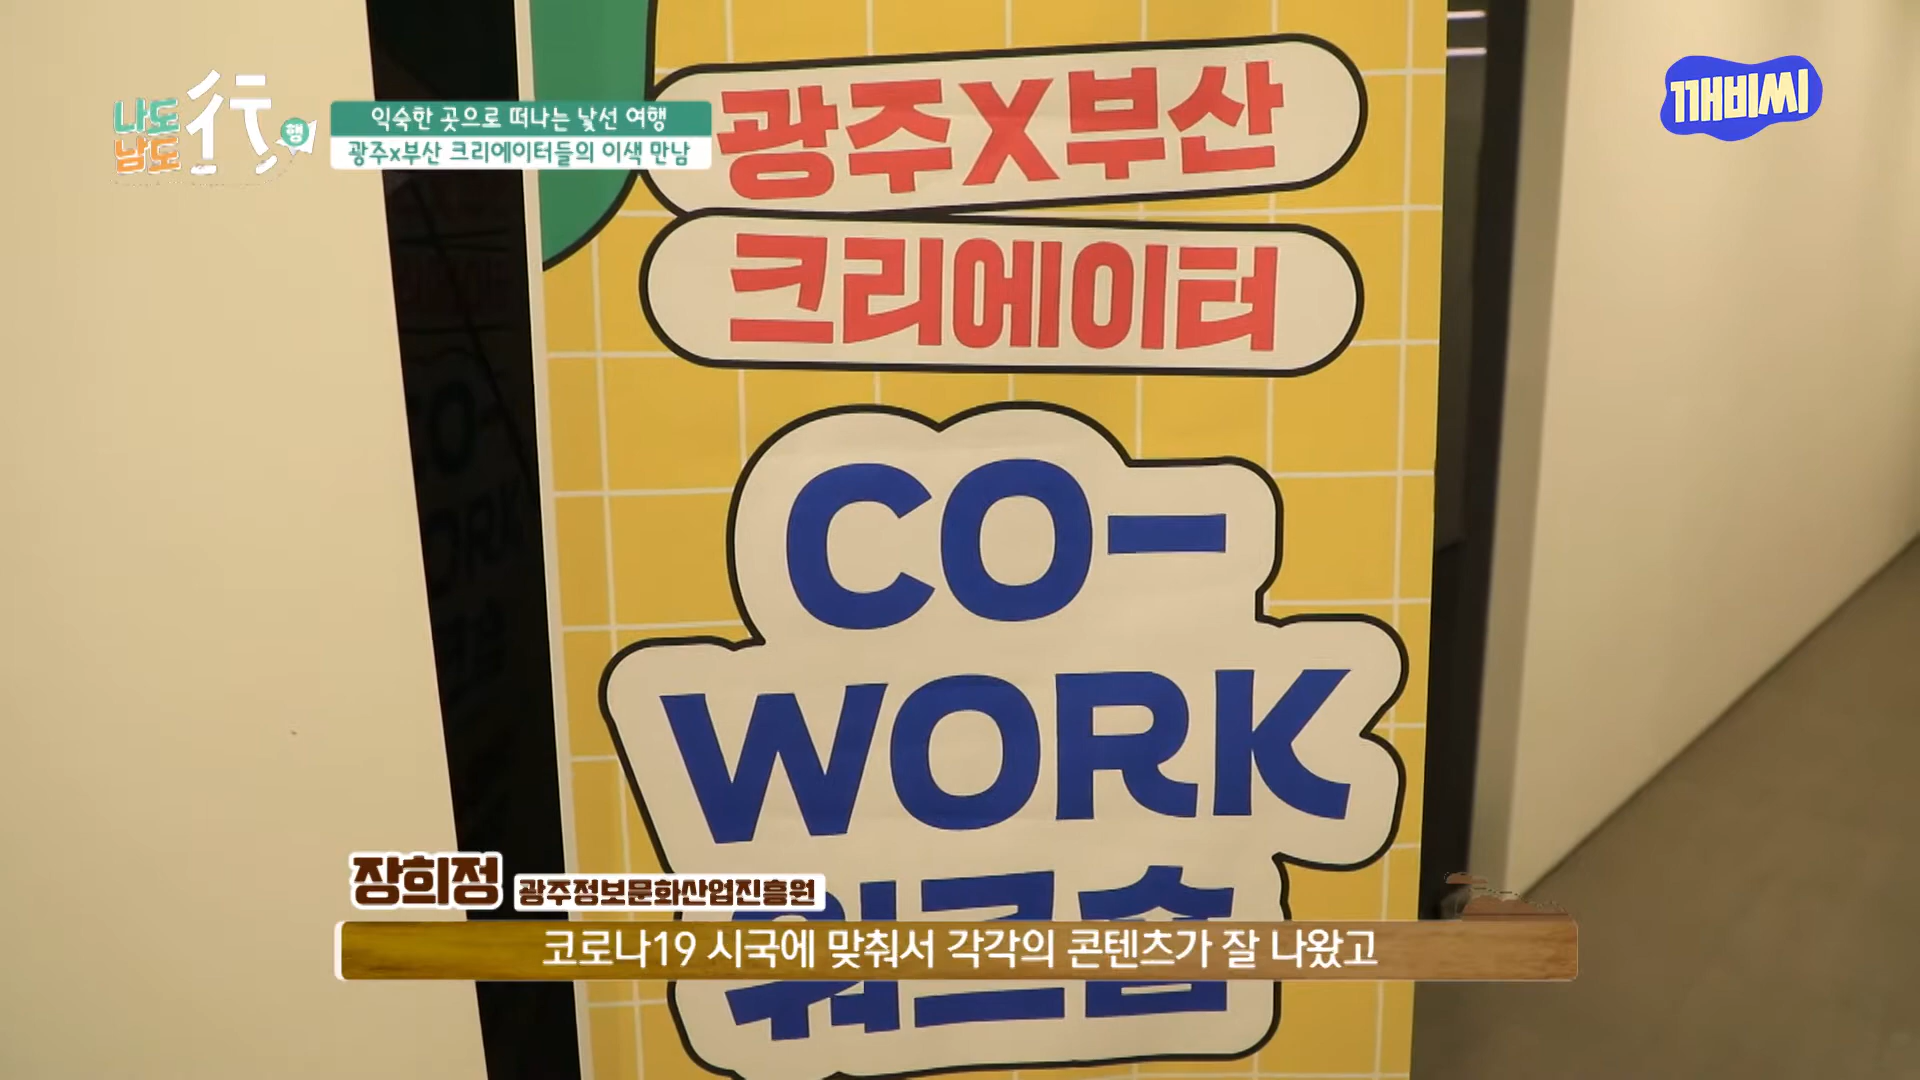 나도
남도
行
행
익숙한 곳으로 떠나는 낯선 여행
광주x부산 크리에이터들의 이색 만남
깨비씨
광주X부산
크리에이터
CO-
WORK
워크숍
장희정 광주정보문화산업진흥원
코로나19 시국에 맞춰서 각각의 콘텐츠가 잘 나왔고